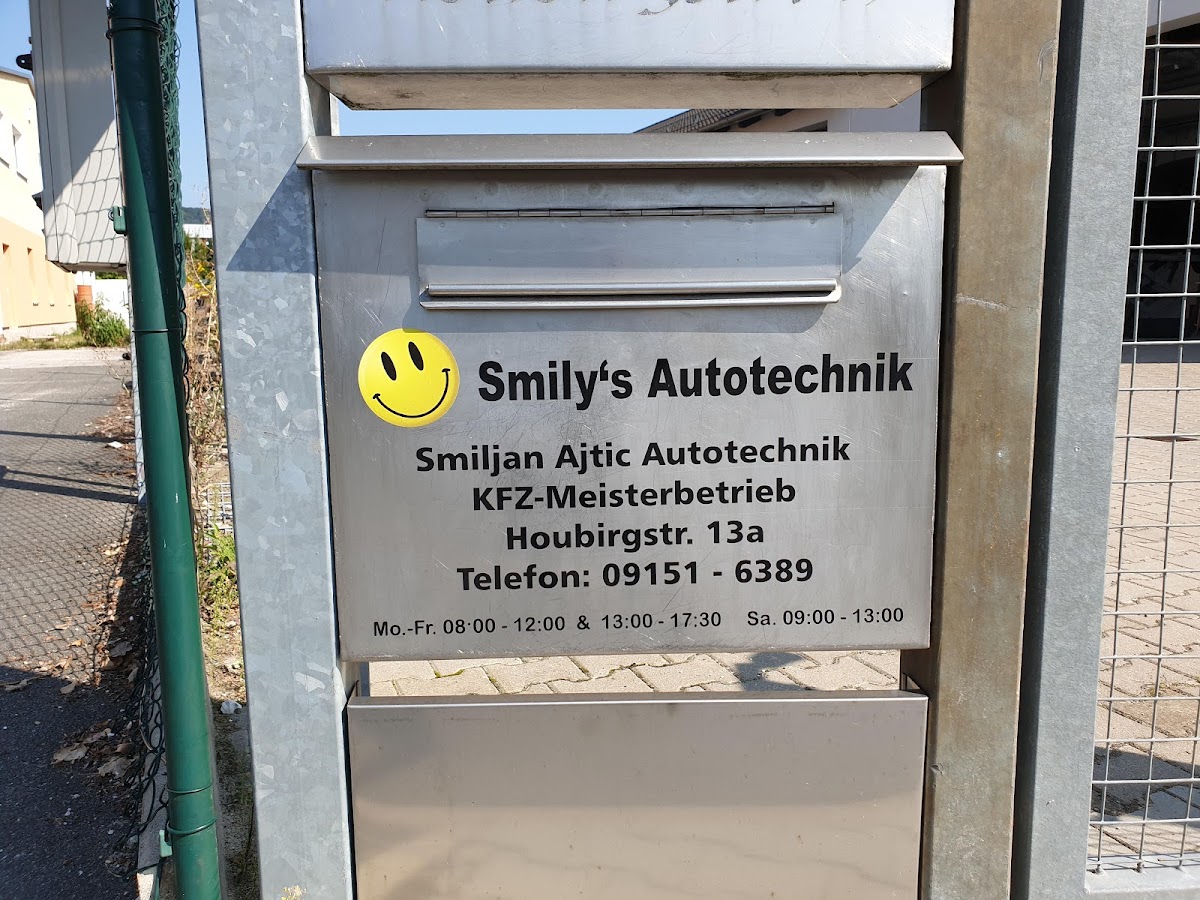 Smily‘s Autotechnik
Smiljan Ajtic Autotechnik
KFZ-Meisterbetrieb
Houbirgstr. 13a
Telefon: 09151 - 6389
Mo.-Fr. 08:00 - 12:00 & 13:00 - 17:30 Sa. 09:00 - 13:00